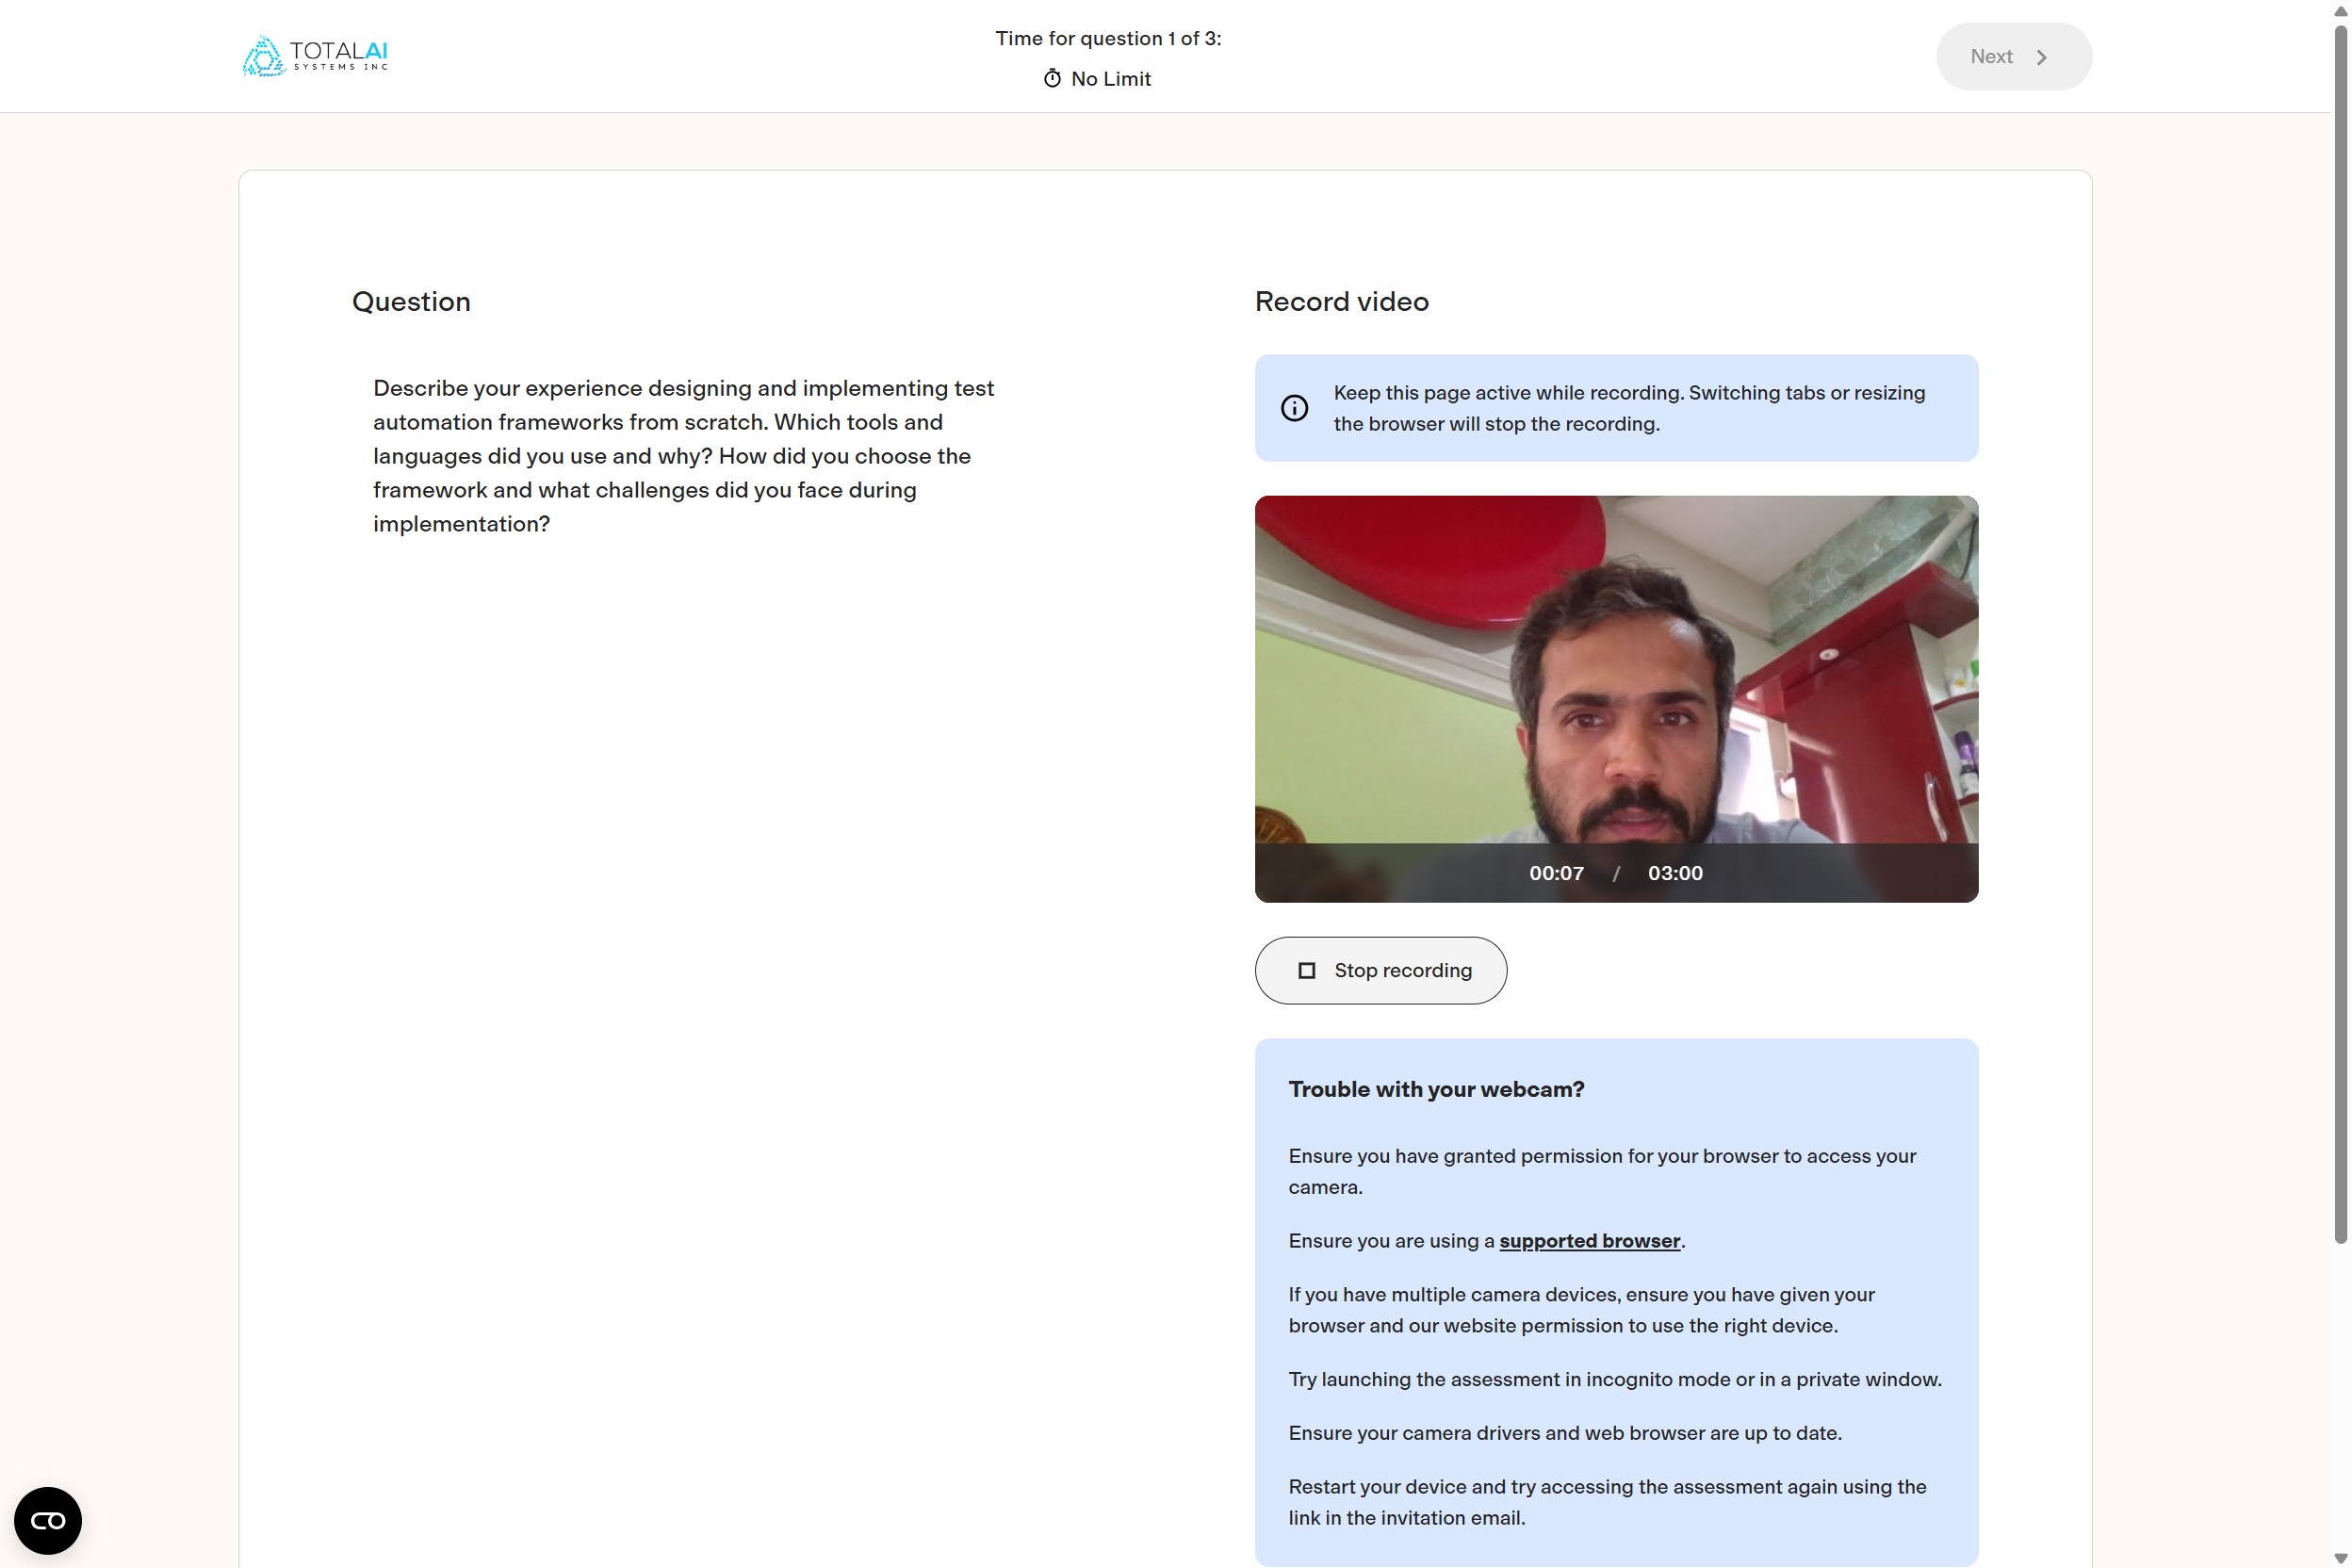 TOTALAI
SYSTEMS INC
Time for question 1 of 3:
No Limit
Next
Question
Describe your experience designing and implementing test
automation frameworks from scratch. Which tools and
languages did you use and why? How did you choose the
framework and what challenges did you face during
implementation?
Record video
Keep this page active while recording. Switching tabs or resizing
the browser will stop the recording.
00:07 / 03:00
Stop recording
Trouble with your webcam?
Ensure you have granted permission for your browser to access your
camera.
Ensure you are using a supported browser.
If you have multiple camera devices, ensure you have given your
browser and our website permission to use the right device.
Try launching the assessment in incognito mode or in a private window.
Ensure your camera drivers and web browser are up to date.
Restart your device and try accessing the assessment again using the
link in the invitation email.